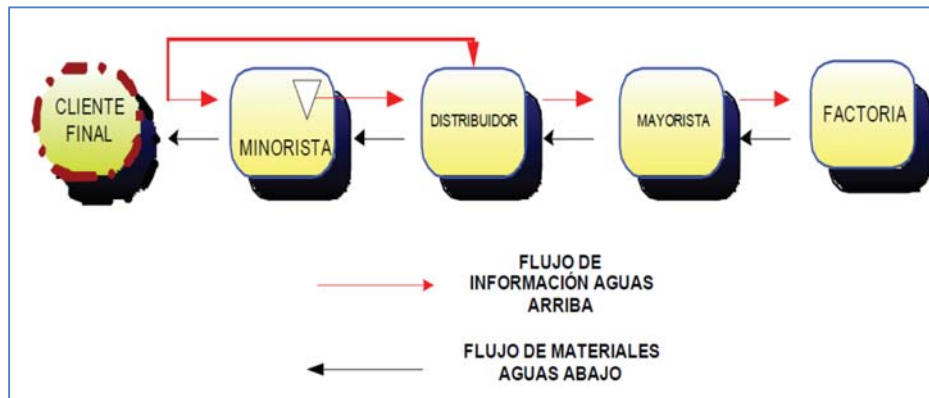 CLIENTE
FINAL
MINORISTA
DISTRIBUIDOR
MAYORISTA
FACTORIA
FLUJO DE
INFORMACIÓN AGUAS
ARRIBA
FLUJO DE MATERIALES
AGUAS ABAJO